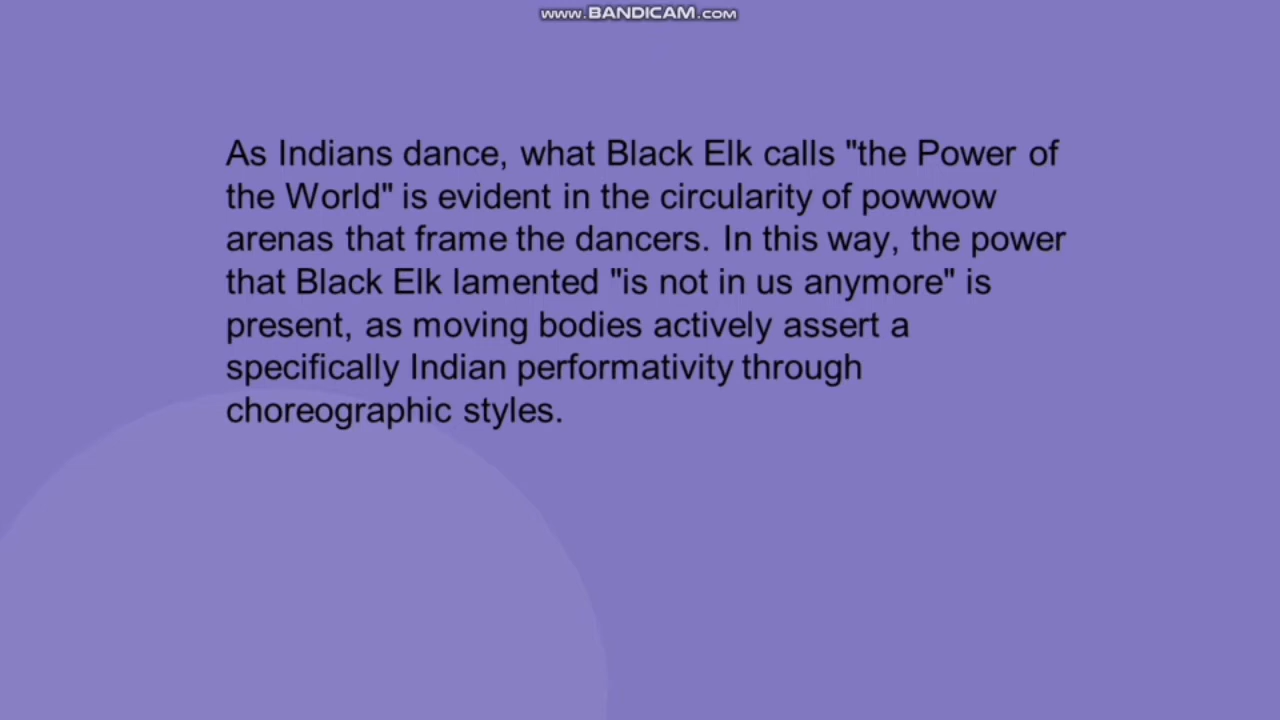 www.BANDICAM.com
As Indians dance, what Black Elk calls "the Power of
the World" is evident in the circularity of powwow
arenas that frame the dancers. In this way, the power
that Black Elk lamented "is not in us anymore" is
present, as moving bodies actively assert a
specifically Indian performativity through
choreographic styles.